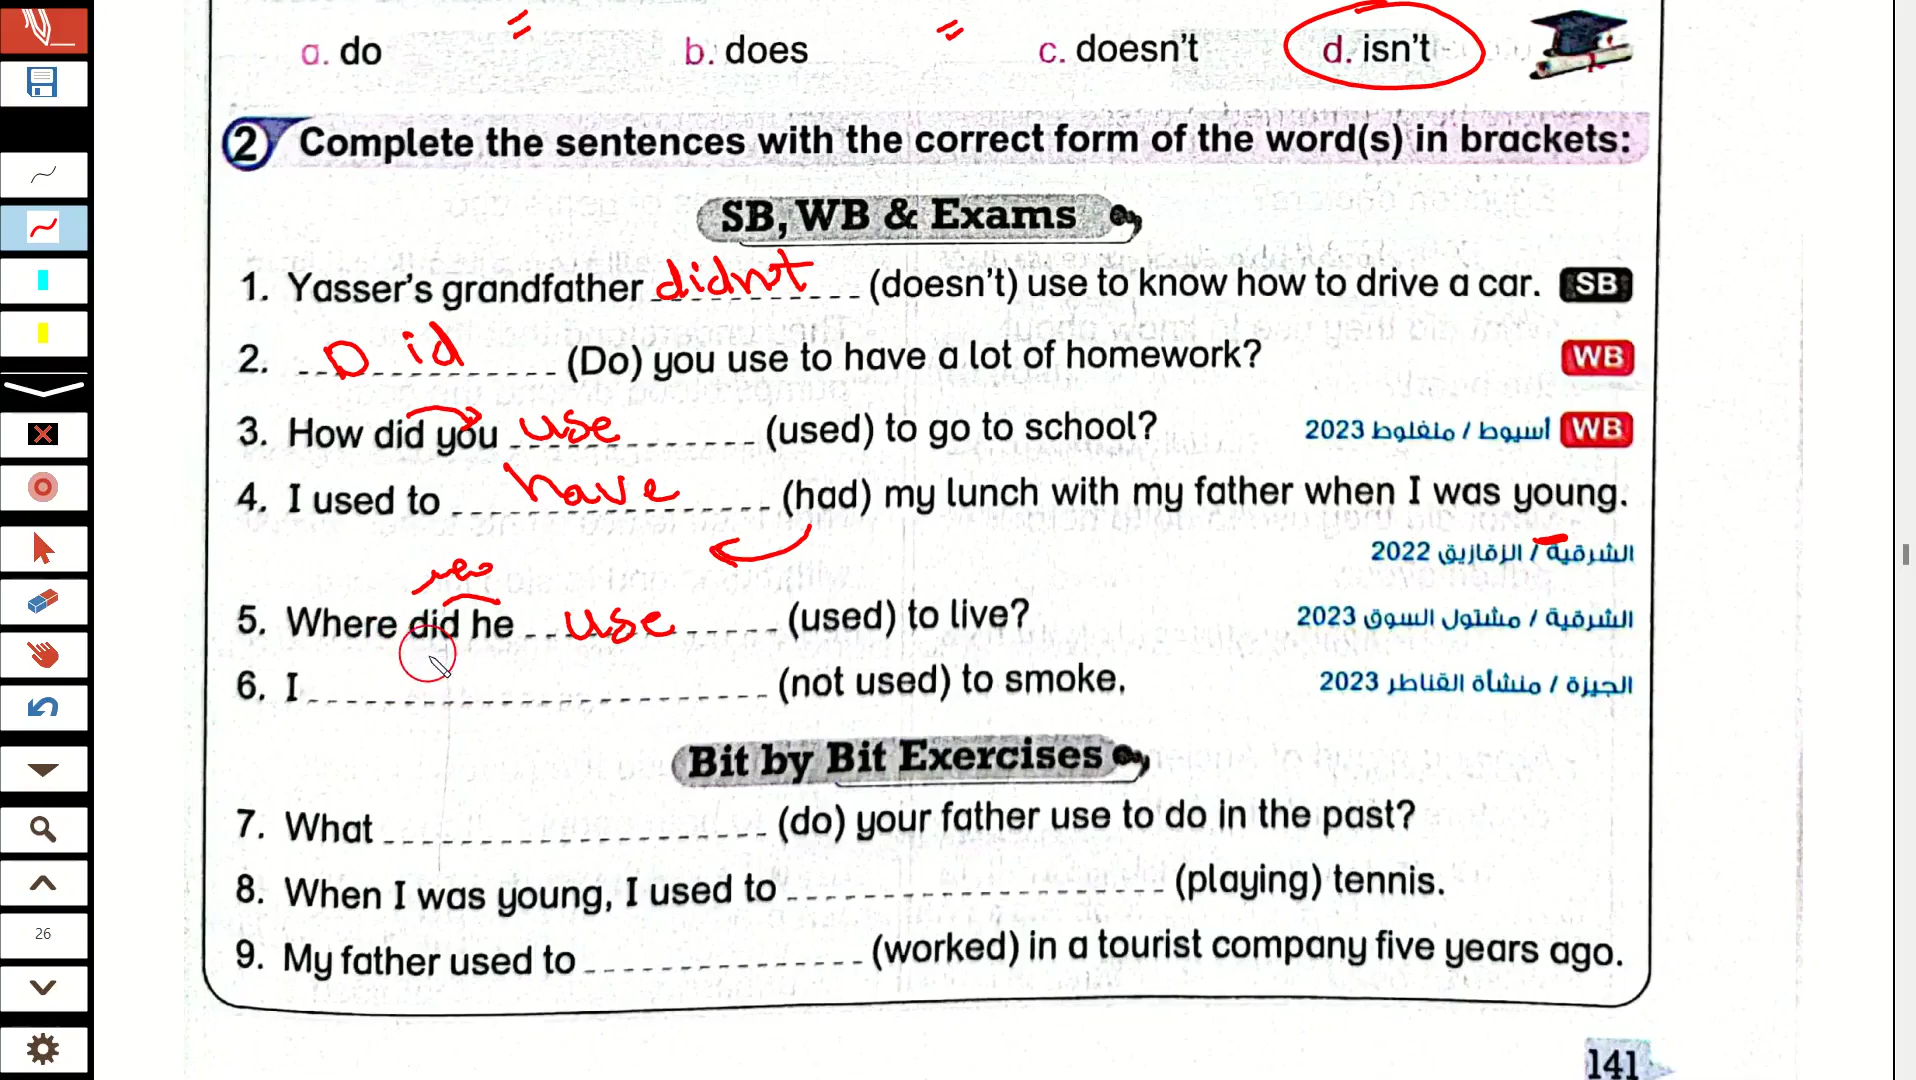 a. do b. does c. doesn't d. isn't
2 Complete the sentences with the correct form of the word(s) in brackets:
SB, WB & Exams
1. Yasser's grandfather didn't (doesn't) use to know how to drive a car. SB
2. Did (Do) you use to have a lot of homework? WB
3. How did you use (used) to go to school? أسيوط / منفلوط 2023 WB
4. I used to have (had) my lunch with my father when I was young.
الشرقية / الزقازيق 2022
5. Where did he use (used) to live? الشرقية / مشتول السوق 2023
6. I (not used) to smoke. الجيزة / منشأة القناطر 2023
Bit by Bit Exercises
7. What (do) your father use to do in the past?
8. When I was young, I used to (playing) tennis.
9. My father used to (worked) in a tourist company five years ago.
141
26